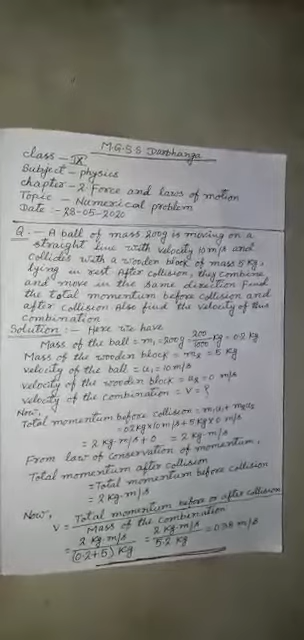 M.G.S.S Darbhanga
class - IX
Subject - physics
chapter - 2 Force and laws of motion
Topic - Numerical problem
Date :- 28-05-2020
Q. - A ball of mass 200g is moving on a
straight line with velocity 10 m/s and
collides with a wooden block of mass 5 kg,
lying in rest After collision, they combine
and move in the same direction Find
the total momentum before collision and
after collision Also find the velocity of this
combination
Solution :- Here we have
Mass of the ball = m₁ = 200g = 200/1000 kg = 0.2 kg
Mass of the wooden block = m₂ = 5 kg
velocity of the ball = u₁ = 10 m/s
velocity of the wooden block = u₂ = 0 m/s
velocity of the combination = v = ?
Now,
Total momentum before collision = m₁u₁ + m₂u₂
= 0.2 kg x 10 m/s + 5 kg x 0 m/s
= 2 kg·m/s + 0 = 2 kg·m/s
From law of conservation of momentum,
Total momentum after collision
= Total momentum before collision
= 2 kg·m/s
Now,
v = Total momentum before or after collision
Mass of the combination
= 2 kg·m/s / (0.2+5) kg = 2 kg·m/s / 5.2 kg = 0.38 m/s